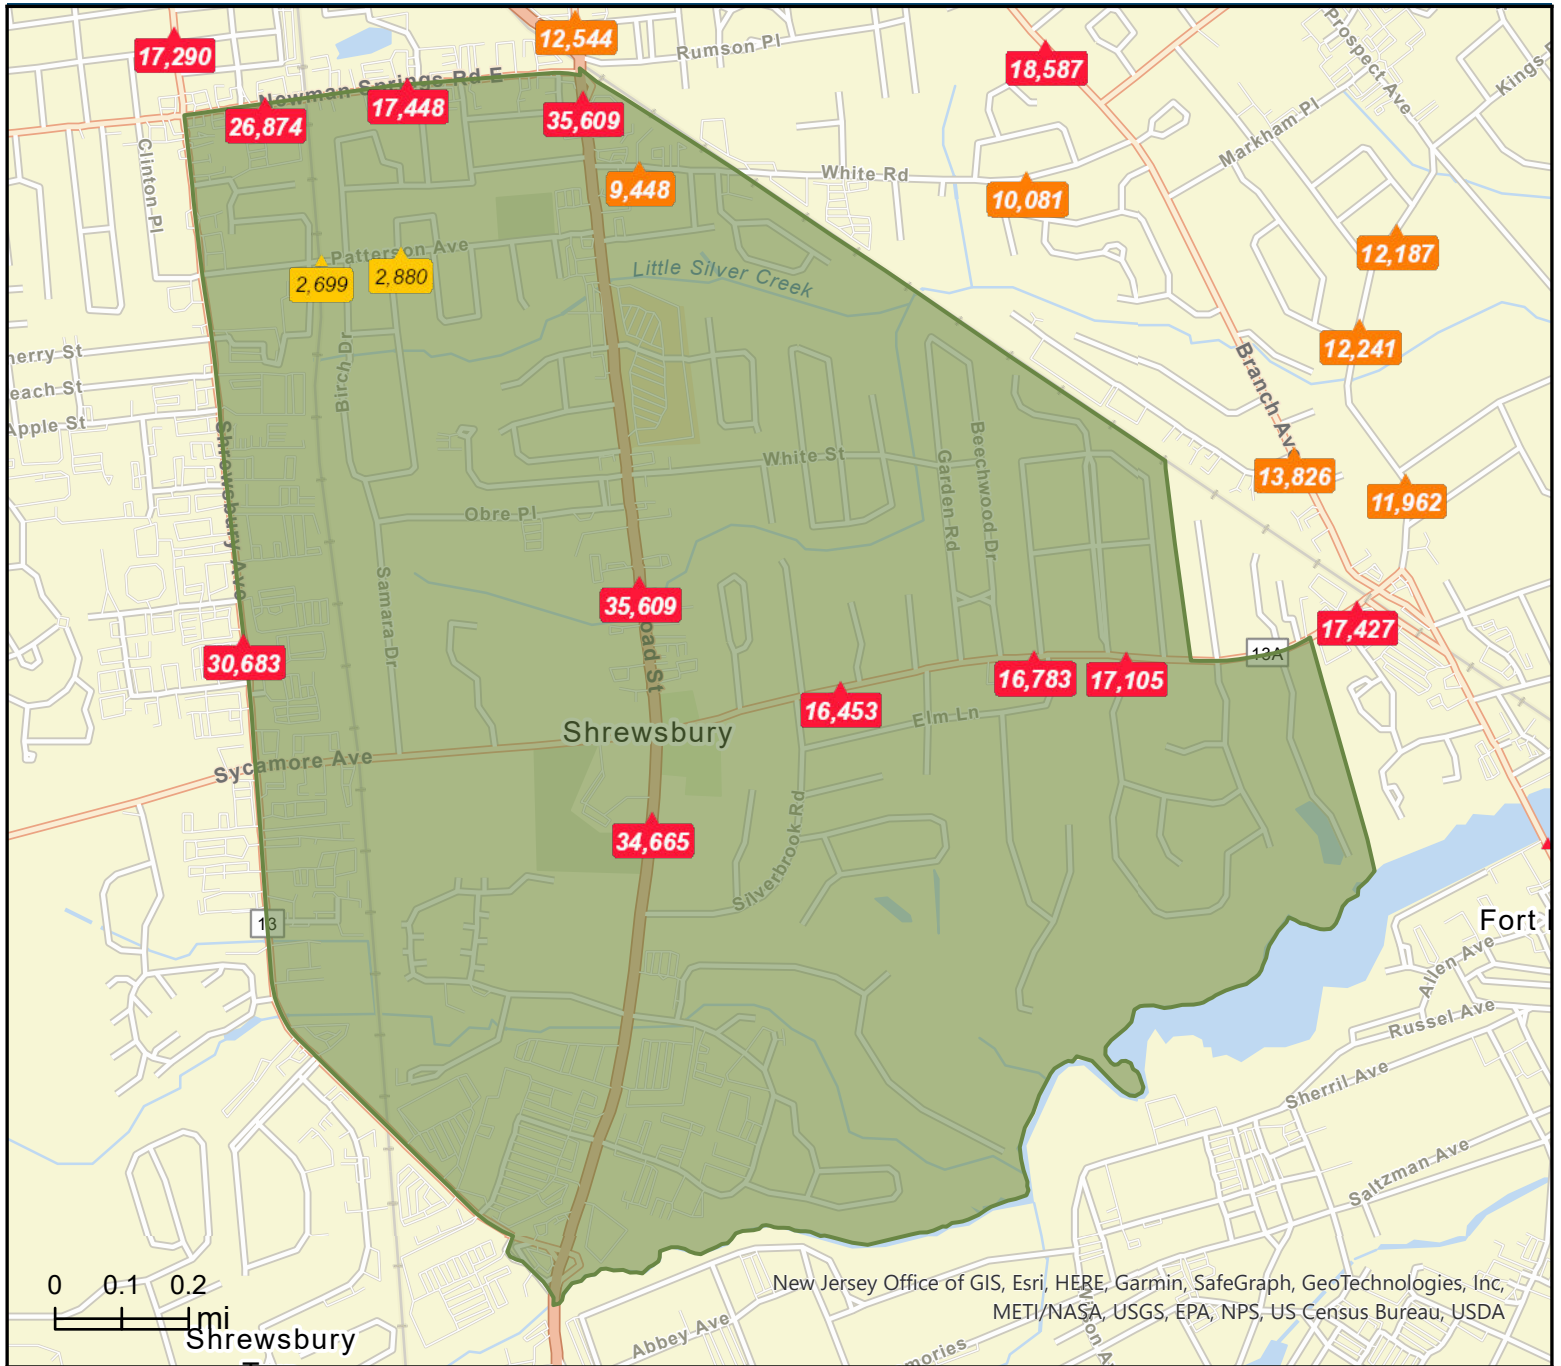 12,544
Rumson Pl
Prospect Ave
17,290
18,587
Kings
Newman Springs Rd E
17,448
26,874
35,609
Markham Pl
Clinton Pl
White Rd
9,448
10,081
12,187
Patterson Ave
2,699
2,880
Little Silver Creek
12,241
erry St
each St
Apple St
Birch Dr
Branch Ave
Shrewsbury Ave
White St
Garden Rd
Beechwood Dr
13,826
11,962
Obre Pl
Samara Dr
35,609
oad St
30,683
17,427
13A
16,783
17,105
16,453
Elm Ln
Shrewsbury
Sycamore Ave
34,665
Silverbrook Rd
13
Fort
Allen Ave
Russel Ave
Sherril Ave
Saltzman Ave
0 0.1 0.2
mi
Shrewsbury
Abbey Ave
mories
New Jersey Office of GIS, Esri, HERE, Garmin, SafeGraph, GeoTechnologies, Inc,
METI/NASA, USGS, EPA, NPS, US Census Bureau, USDA